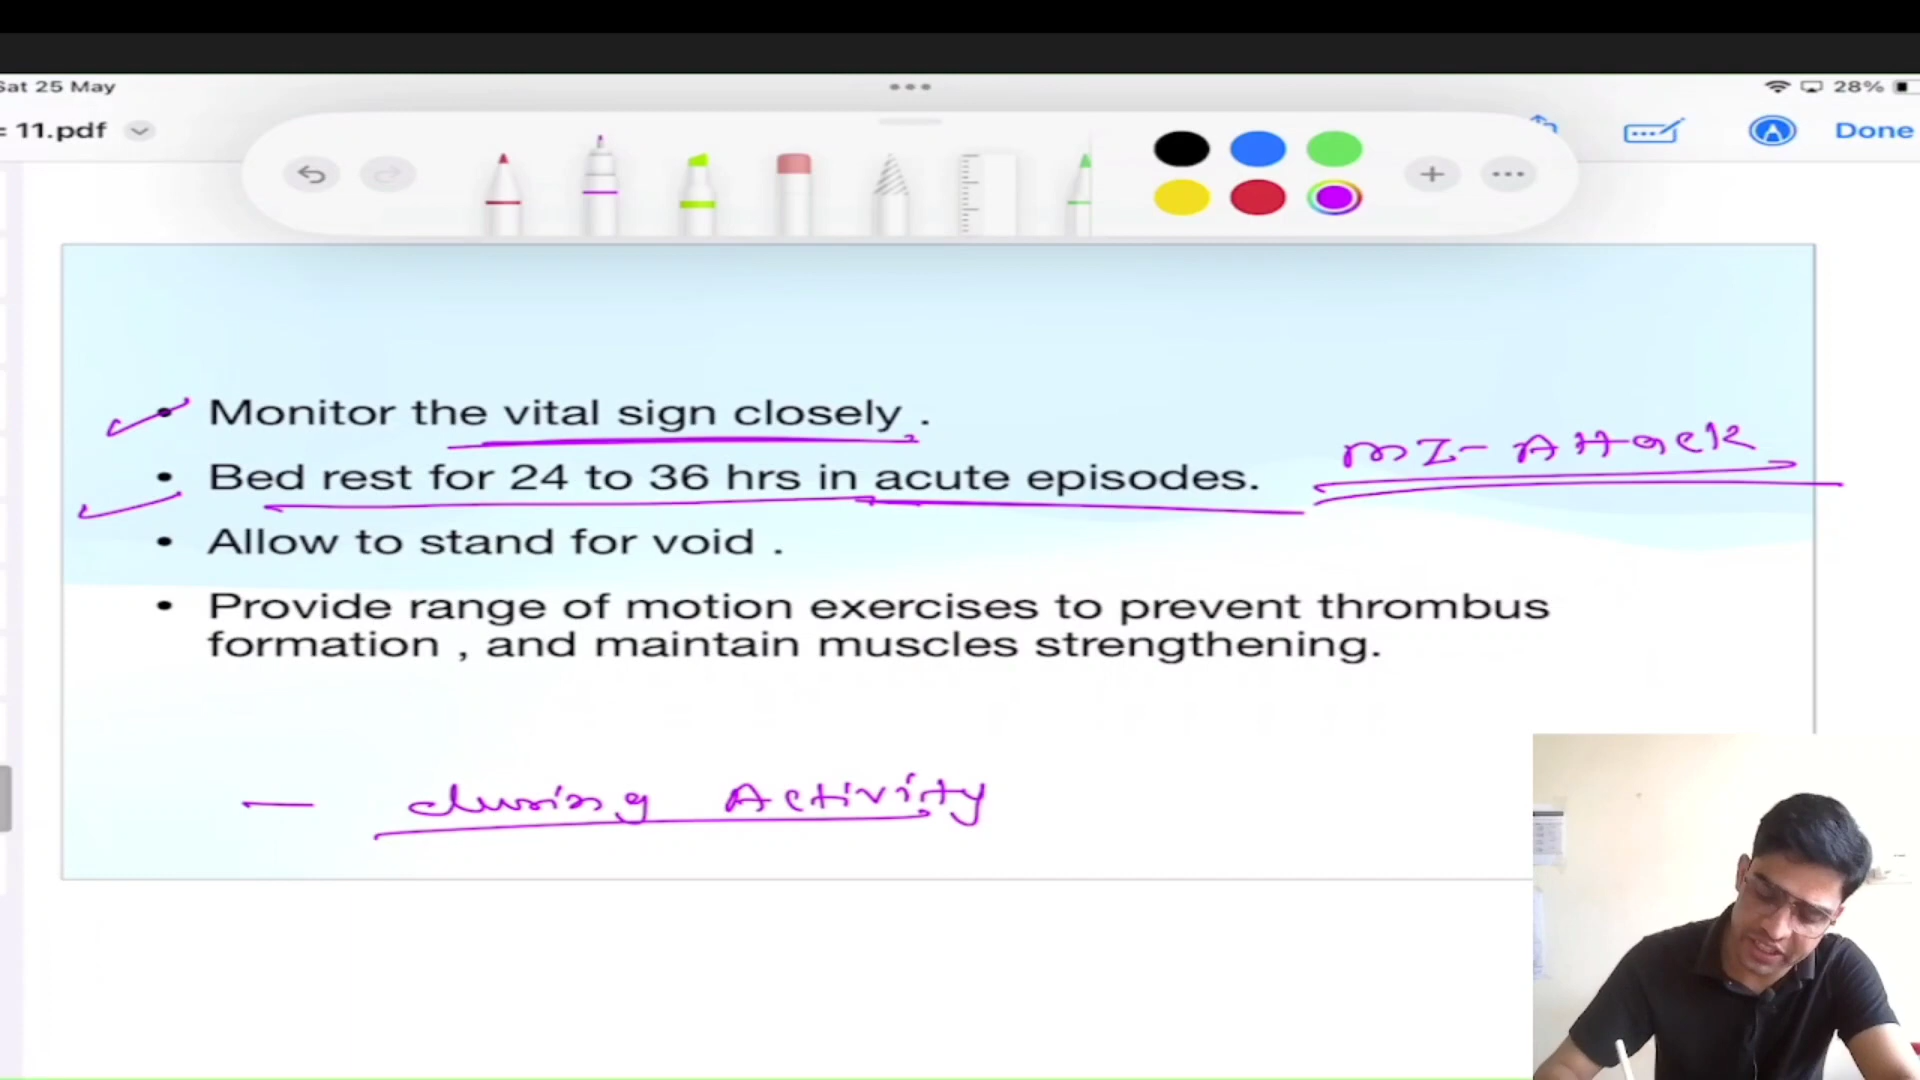 Sat 25 May
28%
= 11.pdf
Done
• Monitor the vital sign closely .
• Bed rest for 24 to 36 hrs in acute episodes.
MI- Attack
• Allow to stand for void .
• Provide range of motion exercises to prevent thrombus
formation , and maintain muscles strengthening.
— during Activity